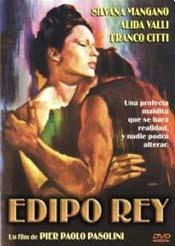 SILVANA MANGANO
ALIDA VALLI
FRANCO CITTI
Una profecía
maldita
que se hara
realidad,
y nadie podrá
alterar.
EDIPO REY
Un film de PIER PAOLO PASOLINI
DVD